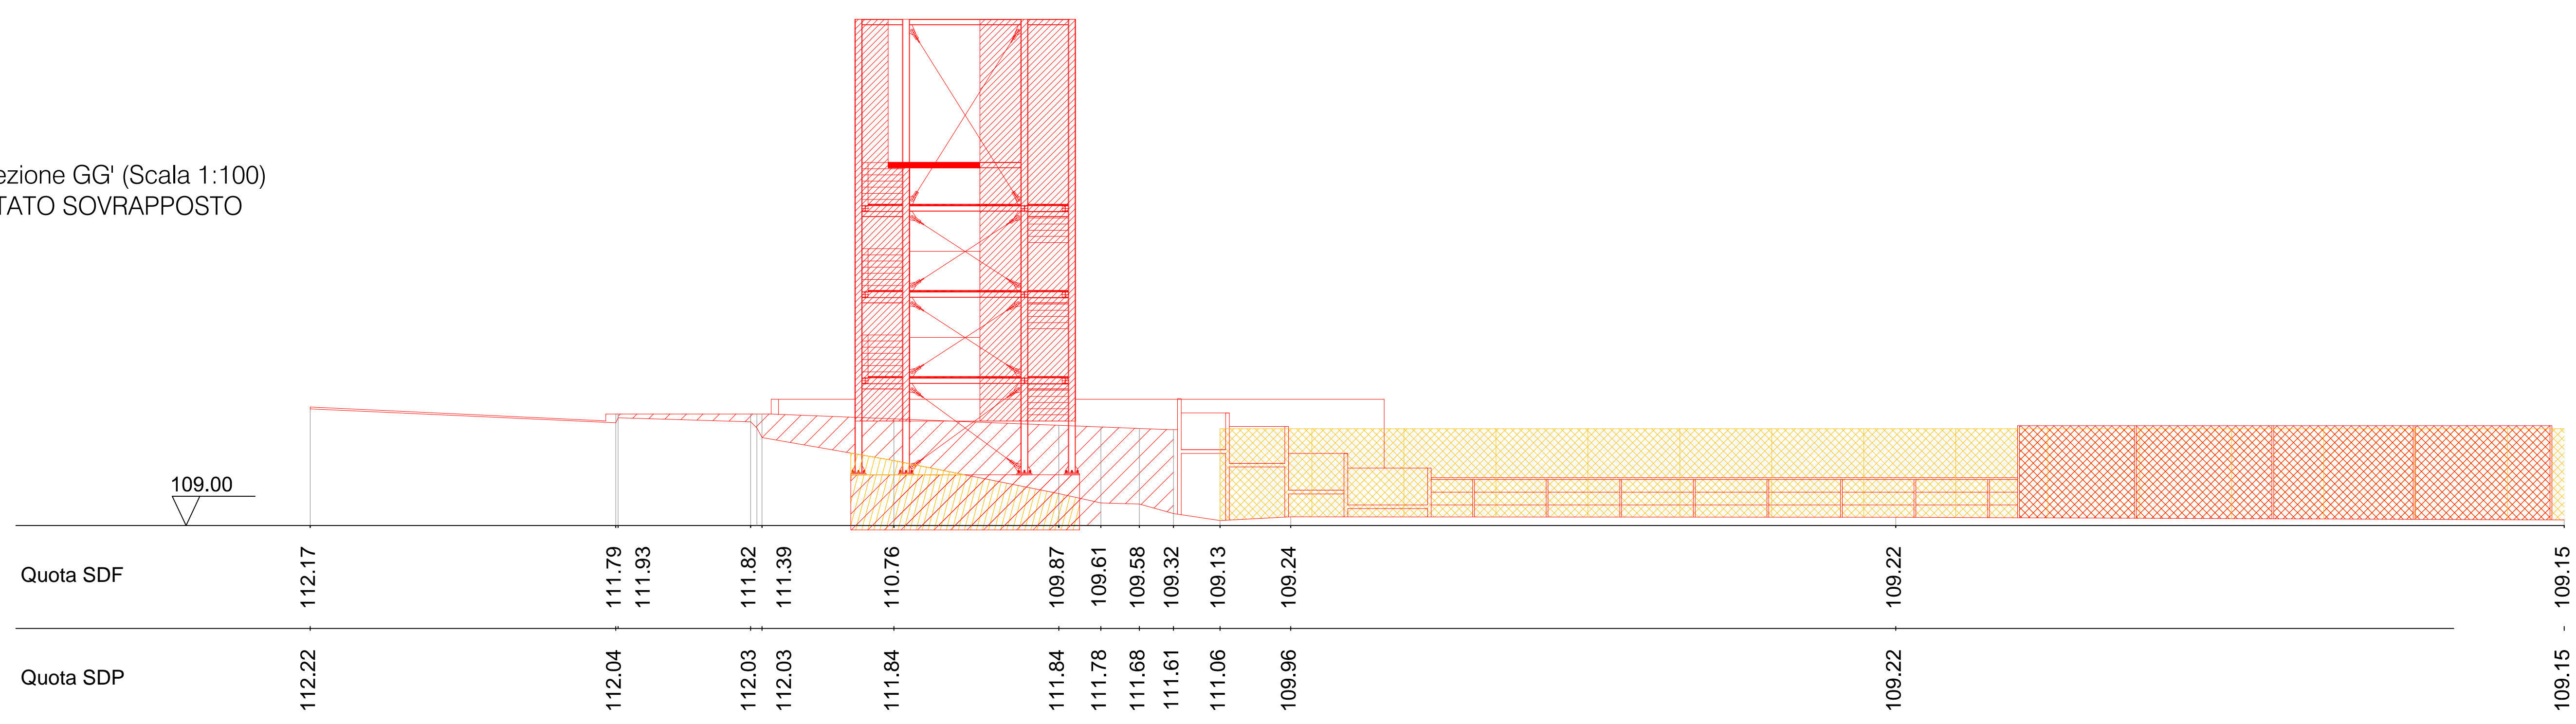 ezione GG' (Scala 1:100)
TATO SOVRAPPOSTO
109.00
Quota SDF 112.17 111.79 111.93 111.82 111.39 110.76 109.87 109.61 109.58 109.32 109.13 109.24 109.22 109.15
-
Quota SDP 112.22 112.04 112.03 112.03 111.84 111.84 111.78 111.68 111.61 111.06 109.96 109.22 109.15